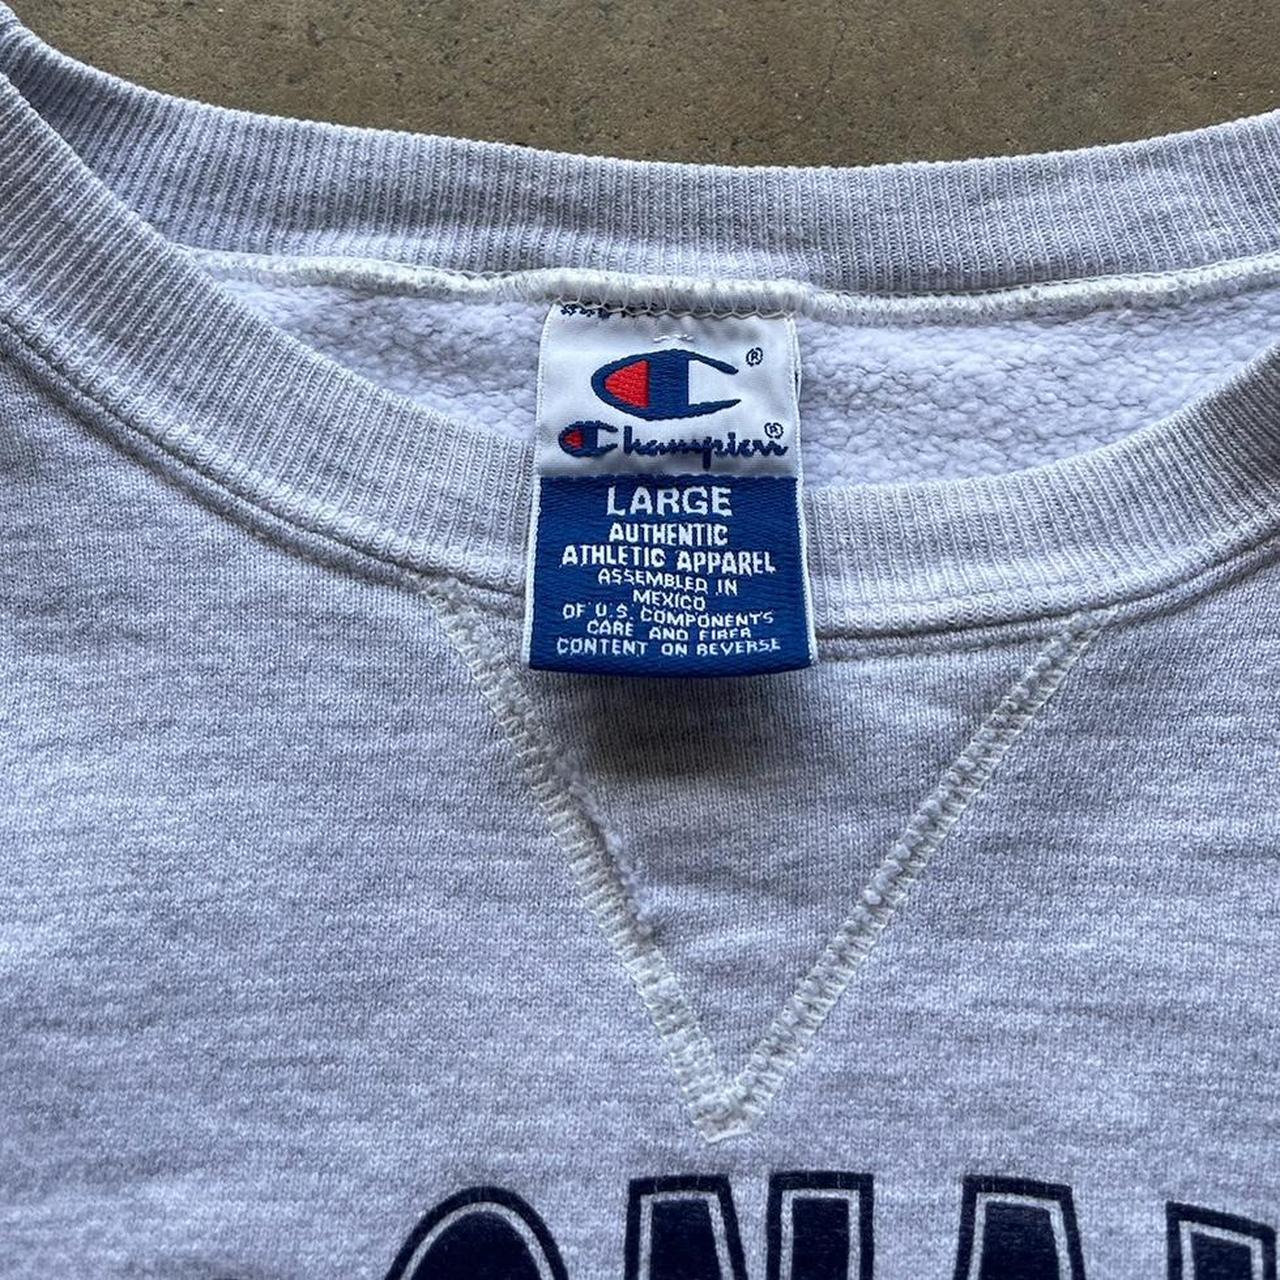 ®
Champion®
LARGE
AUTHENTIC
ATHLETIC APPAREL
ASSEMBLED IN
MEXICO
OF U.S. COMPONENTS
CARE AND FIBER
CONTENT ON REVERSE